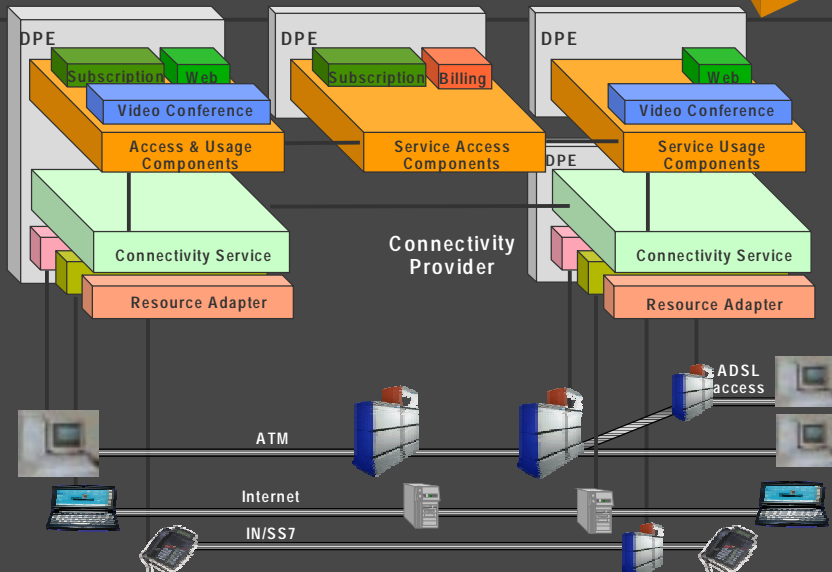 DPE
DPE
DPE
Subscription
Web
Subscription
Billing
Web
Video Conference
Video Conference
Access & Usage
Components
Service Access
Components
Service Usage
Components
DPE
Connectivity Service
Connectivity
Provider
Connectivity Service
Resource Adapter
Resource Adapter
ADSL
access
ATM
Internet
IN/SS7